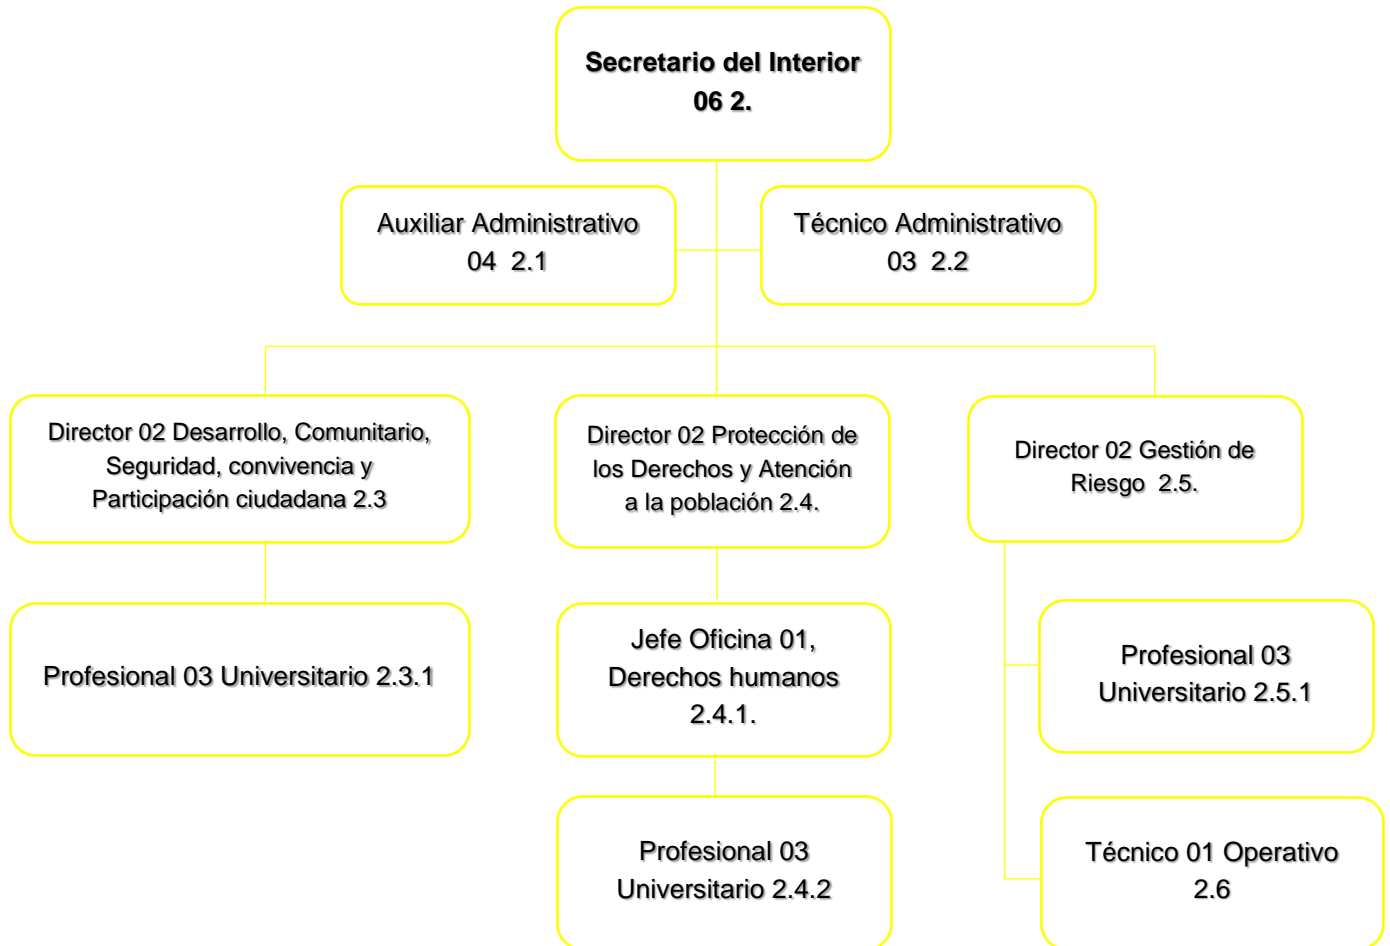 Secretario del Interior
06 2.
Auxiliar Administrativo
04 2.1
Técnico Administrativo
03 2.2
Director 02 Desarrollo, Comunitario,
Seguridad, convivencia y
Participación ciudadana 2.3
Director 02 Protección de
los Derechos y Atención
a la población 2.4.
Director 02 Gestión de
Riesgo 2.5.
Profesional 03 Universitario 2.3.1
Jefe Oficina 01,
Derechos humanos
2.4.1.
Profesional 03
Universitario 2.5.1
Profesional 03
Universitario 2.4.2
Técnico 01 Operativo
2.6